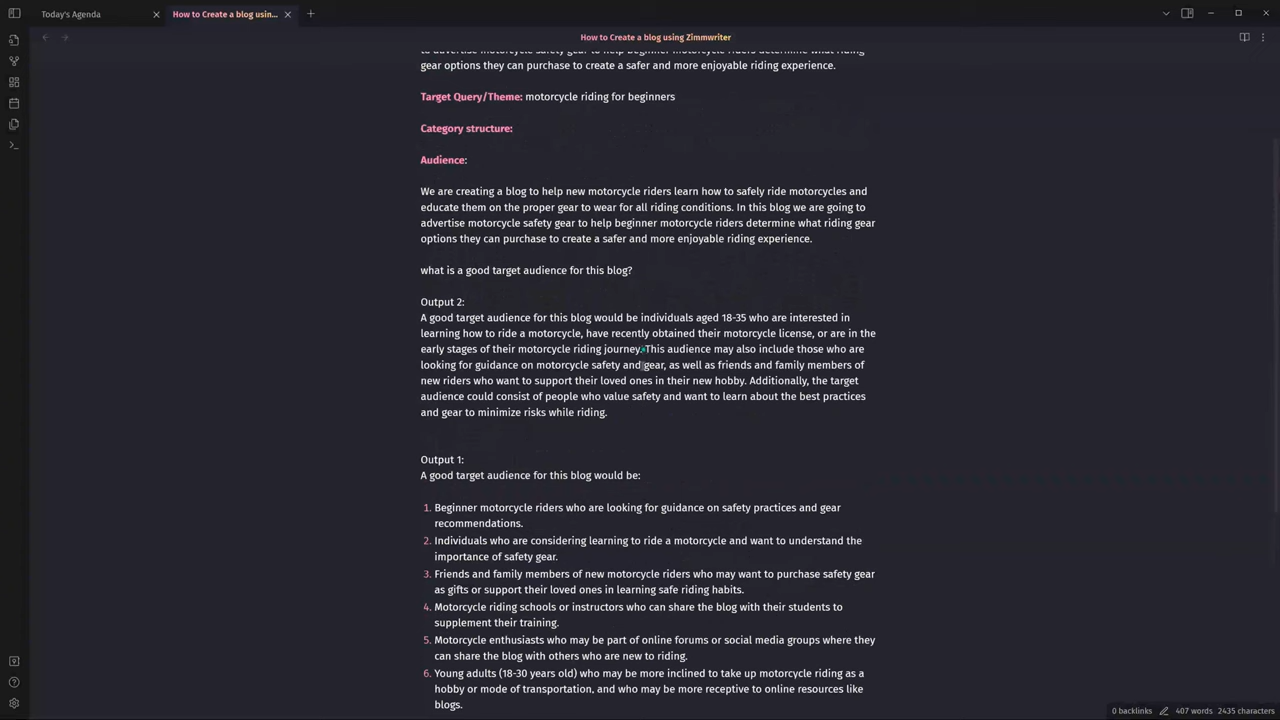 Today's Agenda
How to Create a blog usin...
How to Create a blog using Zimmwriter
to advertise motorcycle safety gear to help beginner motorcycle riders determine what riding
gear options they can purchase to create a safer and more enjoyable riding experience.
Target Query/Theme: motorcycle riding for beginners
Category structure:
Audience:
We are creating a blog to help new motorcycle riders learn how to safely ride motorcycles and
educate them on the proper gear to wear for all riding conditions. In this blog we are going to
advertise motorcycle safety gear to help beginner motorcycle riders determine what riding gear
options they can purchase to create a safer and more enjoyable riding experience.
what is a good target audience for this blog?
Output 2:
A good target audience for this blog would be individuals aged 18-35 who are interested in
learning how to ride a motorcycle, have recently obtained their motorcycle license, or are in the
early stages of their motorcycle riding journey. This audience may also include those who are
looking for guidance on motorcycle safety and gear, as well as friends and family members of
new riders who want to support their loved ones in their new hobby. Additionally, the target
audience could consist of people who value safety and want to learn about the best practices
and gear to minimize risks while riding.
Output 1:
A good target audience for this blog would be:
1. Beginner motorcycle riders who are looking for guidance on safety practices and gear
recommendations.
2. Individuals who are considering learning to ride a motorcycle and want to understand the
importance of safety gear.
3. Friends and family members of new motorcycle riders who may want to purchase safety gear
as gifts or support their loved ones in learning safe riding habits.
4. Motorcycle riding schools or instructors who can share the blog with their students to
supplement their training.
5. Motorcycle enthusiasts who may be part of online forums or social media groups where they
can share the blog with others who are new to riding.
6. Young adults (18-30 years old) who may be more inclined to take up motorcycle riding as a
hobby or mode of transportation, and who may be more receptive to online resources like
blogs.
0 backlinks 407 words 2435 characters